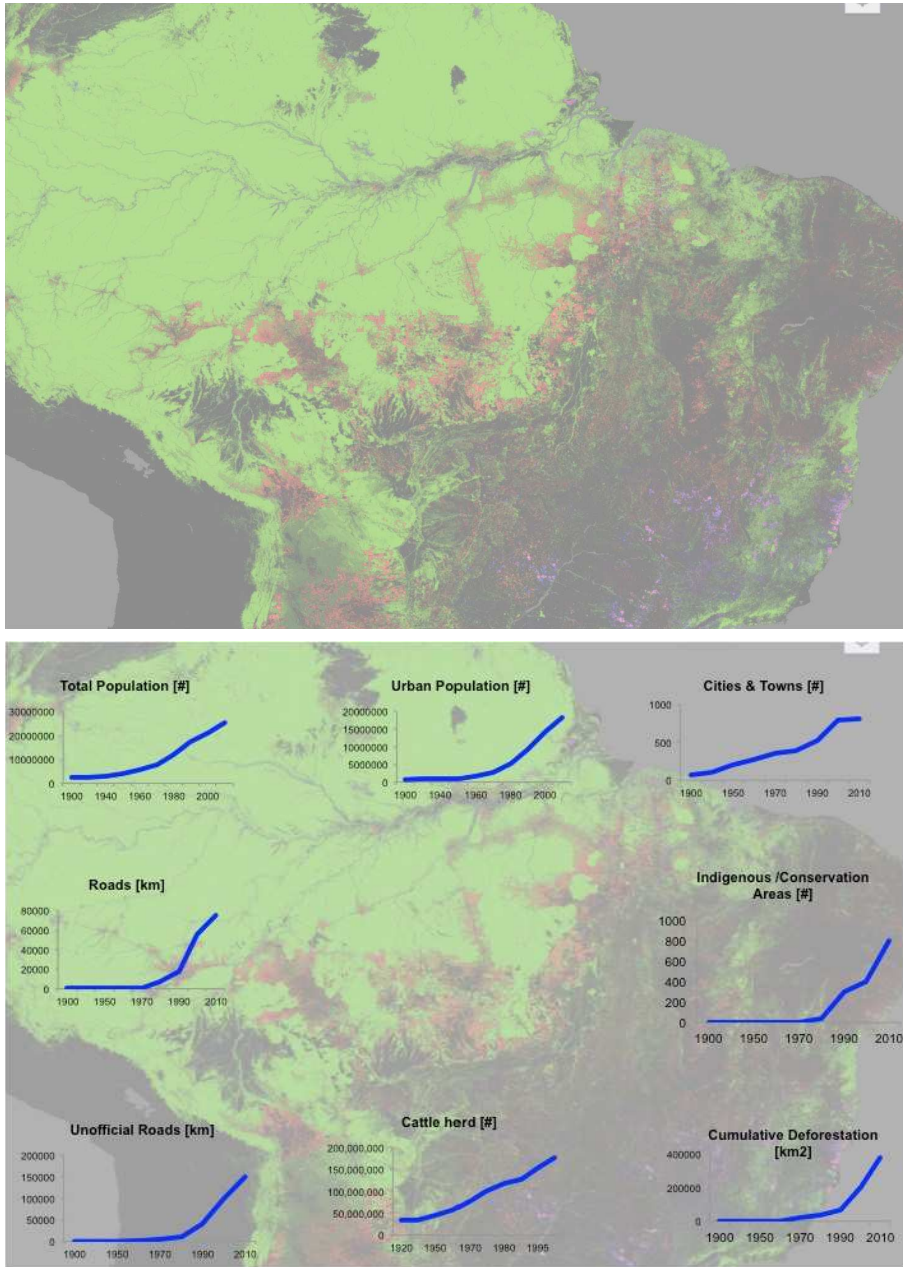 Total Population [#]
30000000
20000000
10000000
0
1900 1940 1960 1980 2000
Urban Population [#]
20000000
15000000
10000000
5000000
0
1900 1940 1960 1980 2000
Cities & Towns [#]
1000
500
0
1900 1950 1970 1990 2010
Roads [km]
80000
60000
40000
20000
0
1900 1950 1970 1990 2010
Indigenous /Conservation
Areas [#]
1000
800
600
400
200
0
1900 1950 1970 1990 2010
Unofficial Roads [km]
200000
150000
100000
50000
0
1900 1950 1970 1990 2010
Cattle herd [#]
200,000,000
150,000,000
100,000,000
50,000,000
0
1920 1950 1970 1980 1995
Cumulative Deforestation
[km2]
400000
200000
0
1900 1950 1970 1990 2010